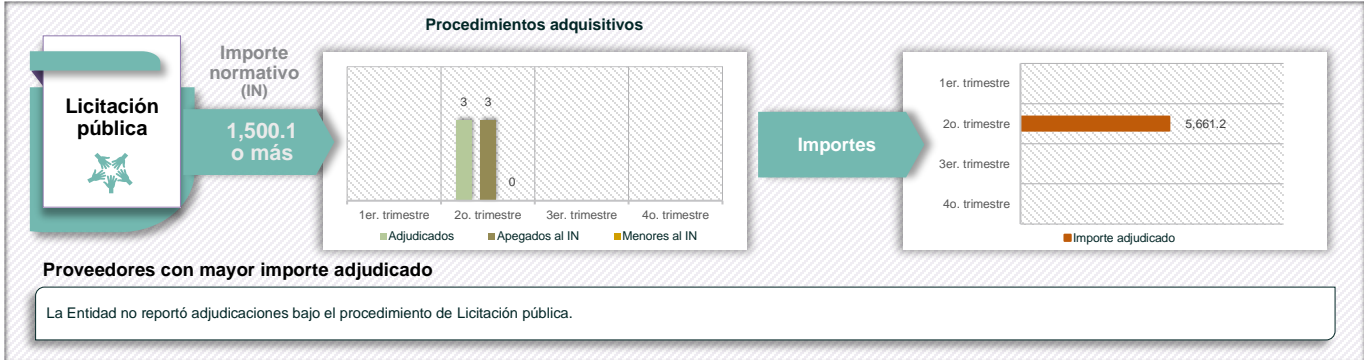 Procedimientos adquisitivos
Licitación
pública
Importe
normativo
(IN)
1,500.1
o más
3 3
0
1er. trimestre 2o. trimestre 3er. trimestre 4o. trimestre
Adjudicados Apegados al IN Menores al IN
Importes
1er. trimestre
2o. trimestre 5,661.2
3er. trimestre
4o. trimestre
Importe adjudicado
Proveedores con mayor importe adjudicado
La Entidad no reportó adjudicaciones bajo el procedimiento de Licitación pública.